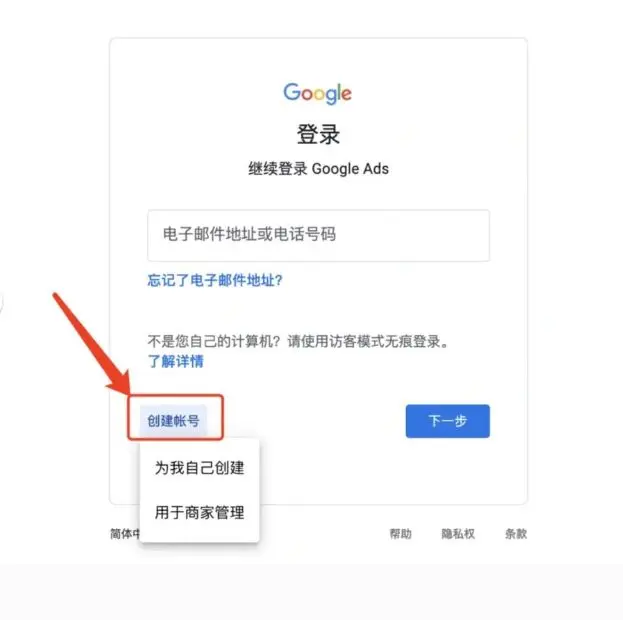 Google
登录
继续登录 Google Ads
电子邮件地址或电话号码
忘记了电子邮件地址?
不是您自己的计算机？请使用访客模式无痕登录。
了解详情
创建帐号
下一步
为我自己创建
用于商家管理
简体中
帮助
隐私权
条款